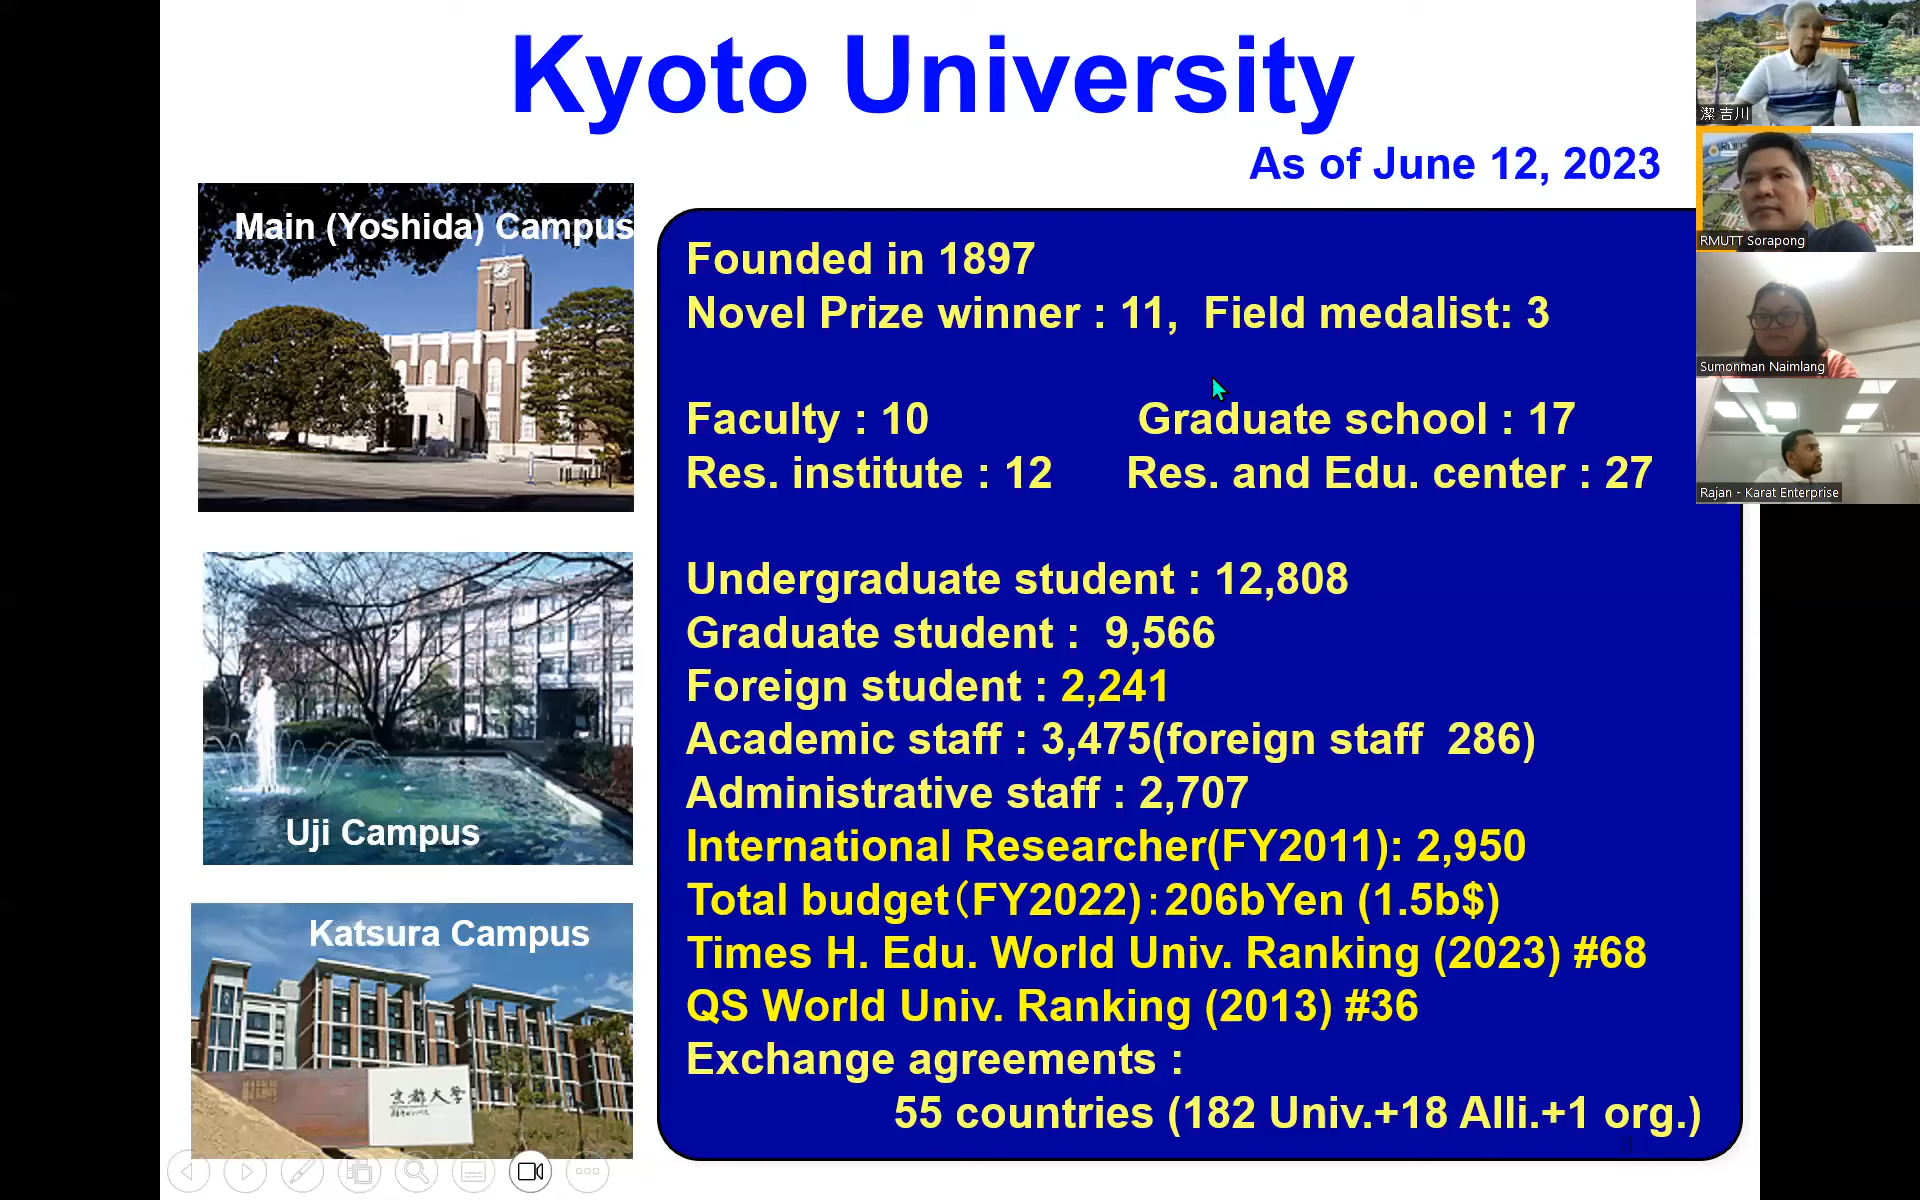 Kyoto University
As of June 12, 2023
Main (Yoshida) Campus
Uji Campus
Katsura Campus
京都大学
Founded in 1897
Novel Prize winner : 11,  Field medalist: 3
Faculty : 10 Graduate school : 17
Res. institute : 12 Res. and Edu. center : 27
Undergraduate student : 12,808
Graduate student :  9,566
Foreign student : 2,241
Academic staff : 3,475(foreign staff  286)
Administrative staff : 2,707
International Researcher(FY2011): 2,950
Total budget（FY2022):206bYen (1.5b$)
Times H. Edu. World Univ. Ranking (2023) #68
QS World Univ. Ranking (2013) #36
Exchange agreements :
55 countries (182 Univ.+18 Alli.+1 org.)
潔 吉川
RMUTT Sorapong
Sumonman Naimlang
Rajan - Karat Enterprise